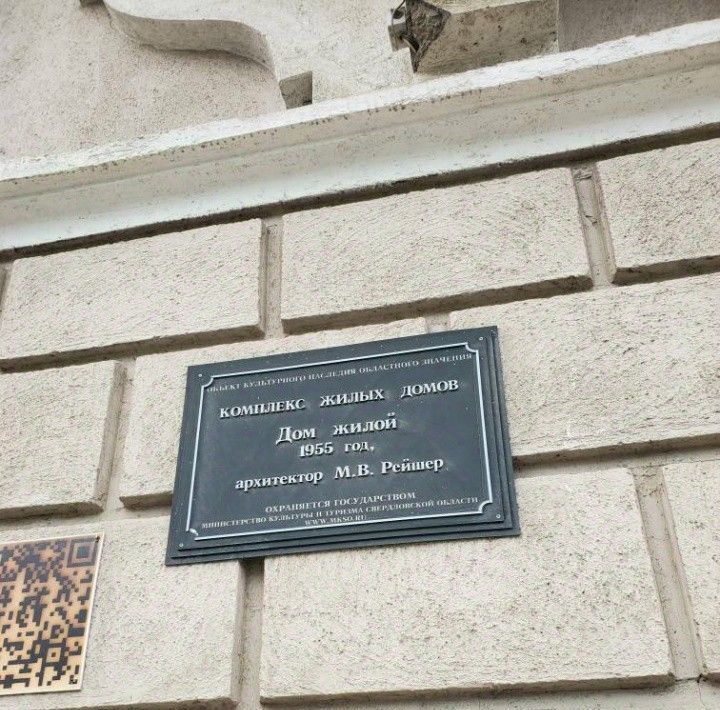 ОБЪЕКТ КУЛЬТУРНОГО НАСЛЕДИЯ ОБЛАСТНОГО ЗНАЧЕНИЯ
КОМПЛЕКС ЖИЛЫХ ДОМОВ
Дом жилой
1955 год,
архитектор М.В. Рейшер
ОХРАНЯЕТСЯ ГОСУДАРСТВОМ
МИНИСТЕРСТВО КУЛЬТУРЫ И ТУРИЗМА СВЕРДЛОВСКОЙ ОБЛАСТИ
WWW.MKSO.RU